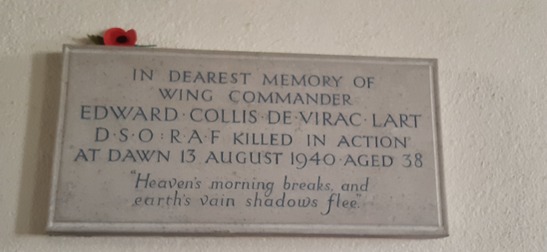 IN DEAREST MEMORY OF
WING COMMANDER
EDWARD·COLLIS·DE·VIRAC·LART
D·S·O : R·A·F KILLED IN ACTION
AT DAWN 13 AUGUST 1940·AGED 38
"Heaven's morning breaks, and
earth's vain shadows flee."